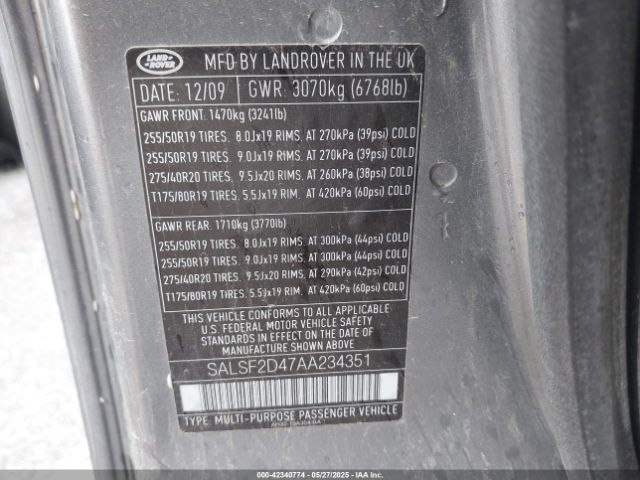 LAND ROVER
MFD BY LANDROVER IN THE UK
DATE: 12/09 GWR: 3070kg (6768lb)
GAWR FRONT: 1470kg (3241lb)
255/50R19 TIRES. 8.0Jx19 RIMS. AT 270kPa (39psi) COLD
255/50R19 TIRES. 9.0Jx19 RIMS. AT 270kPa (39psi) COLD
275/40R20 TIRES. 9.5Jx20 RIMS. AT 260kPa (38psi) COLD
T175/80R19 TIRES. 5.5Jx19 RIM. AT 420kPa (60psi) COLD
GAWR REAR: 1710kg (3770lb)
255/50R19 TIRES. 8.0Jx19 RIMS. AT 300kPa (44psi) COLD
255/50R19 TIRES. 9.0Jx19 RIMS. AT 300kPa (44psi) COLD
275/40R20 TIRES. 9.5Jx20 RIMS. AT 290kPa (42psi) COLD
T175/80R19 TIRES. 5.5Jx19 RIM. AT 420kPa (60psi) COLD
THIS VEHICLE CONFORMS TO ALL APPLICABLE
U.S. FEDERAL MOTOR VEHICLE SAFETY
STANDARDS IN EFFECT ON THE DATE OF
MANUFACTURE SHOWN ABOVE
SALSF2D47AA234351
TYPE: MULTI-PURPOSE PASSENGER VEHICLE
000-42340774 - 05/27/2025 - IAAI.COM